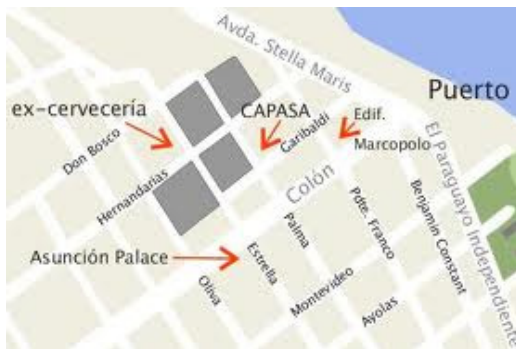 Avda. Stella Maris
Puerto
ex-cervecería
CAPASA
Edif.
Marcopolo
Garibaldi
Don Bosco
Hernandarias
Colón
El Paraguayo Independiente
Asunción Palace
Oliva
Estrella
Palma
Pdte. Franco
Benjamin Constant
Montevideo
Ayolas